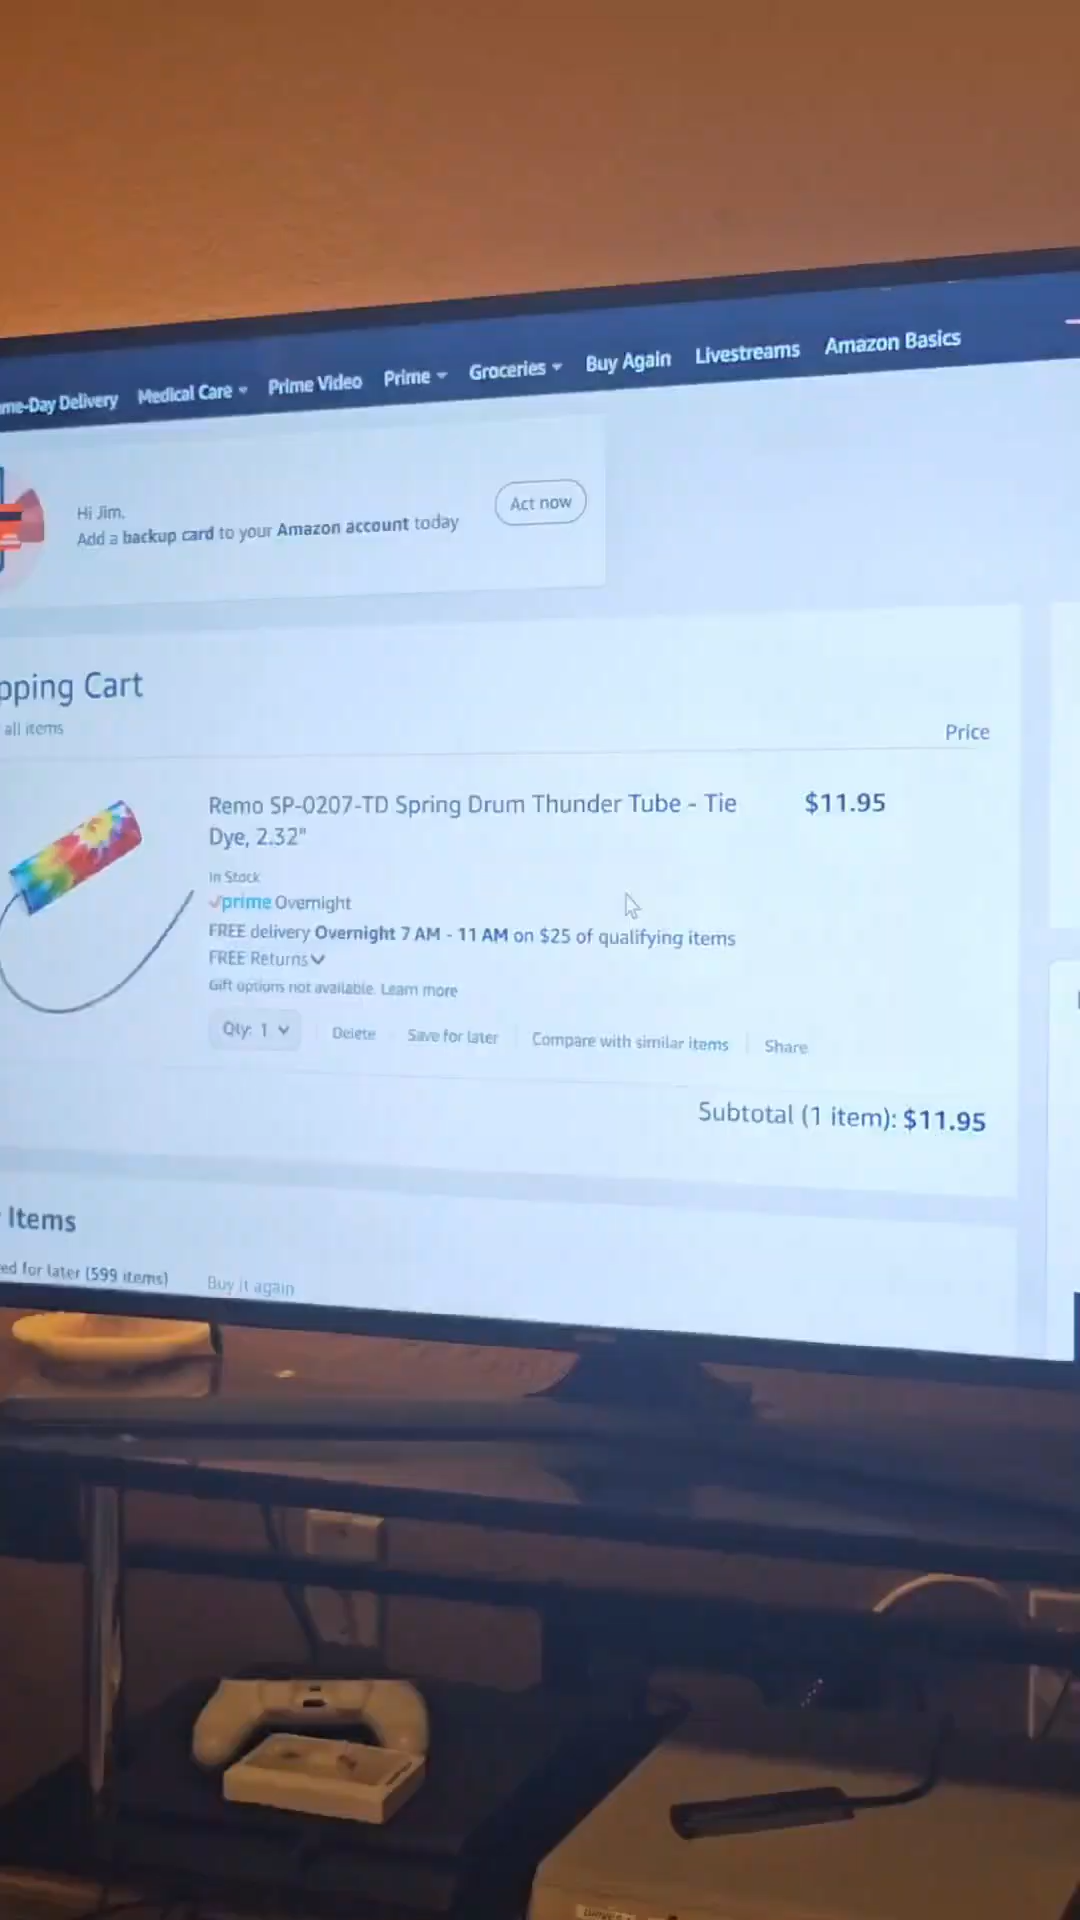 me-Day Delivery Medical Care Prime Video Prime Groceries Buy Again Livestreams Amazon Basics
Hi Jim,
Add a backup card to your Amazon account today
Act now
pping Cart
all items
Price
Remo SP-0207-TD Spring Drum Thunder Tube - Tie
Dye, 2.32"
$11.95
In Stock
prime Overnight
FREE delivery Overnight 7 AM - 11 AM on $25 of qualifying items
FREE Returns
Gift options not available. Learn more
Qty: 1 Delete Save for later Compare with similar items Share
Subtotal (1 item): $11.95
Items
ed for later (599 items) Buy it again